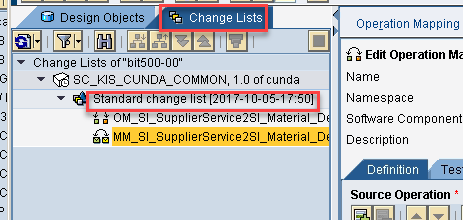 Design Objects
Change Lists
Change Lists of "bit500-00"
SC_KIS_CUNDA_COMMON, 1.0 of cunda
Standard change list [2017-10-05-17:50]
OM_SI_SupplierService2SI_Material_De
MM_SI_SupplierService2SI_Material_De
Operation Mapping
Edit Operation Ma
Name
Namespace
Software Component
Description
Definition
Tes
Source Operation *